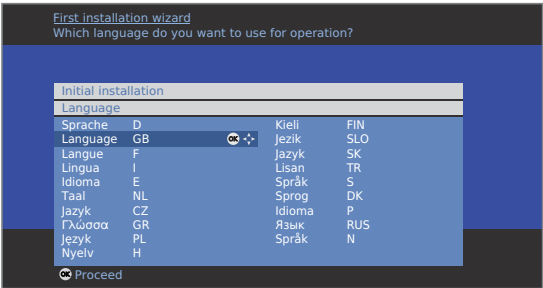 First installation wizard
Which language do you want to use for operation?
Initial installation
Language
Sprache D
Language GB OK
Langue F
Lingua I
Idioma E
Taal NL
Jazyk CZ
Γλώσσα GR
Język PL
Nyelv H
Kieli FIN
Jezik SLO
Jazyk SK
Lisan TR
Språk S
Sprog DK
Idioma P
Язык RUS
Språk N
OK Proceed